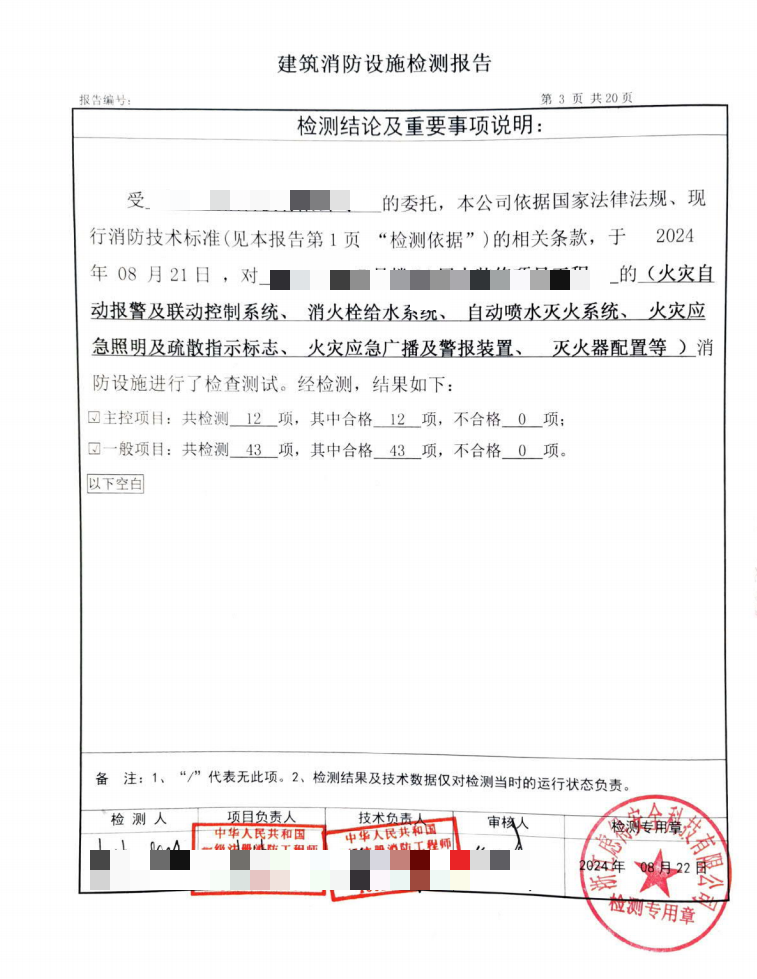 建筑消防设施检测报告
报告编号: 第 3 页 共20页
检测结论及重要事项说明:
受 的委托, 本公司依据国家法律法规、现
行消防技术标准(见本报告第1页 “检测依据”)的相关条款, 于 2024
年 08 月21日 , 对 的 (火灾自
动报警及联动控制系统、 消火栓给水系统、 自动喷水灭火系统、 火灾应
急照明及疏散指示标志、 火灾应急广播及警报装置、 灭火器配置等 ) 消
防设施进行了检查测试。经检测, 结果如下:
☑主控项目: 共检测 12 项, 其中合格 12 项, 不合格 0 项;
☑一般项目: 共检测 43 项, 其中合格 43 项, 不合格 0 项。
以下空白
备 注: 1、 “/”代表无此项。2、检测结果及技术数据仅对检测当时的运行状态负责。
检 测 人 项目负责人 技术负责人 审核人 检测专用章
中华人民共和国
级注册消防工程师
中华人民共和国
注册消防工程师
2024 年 08 月 22 日
安全科技有限公司
检测专用章